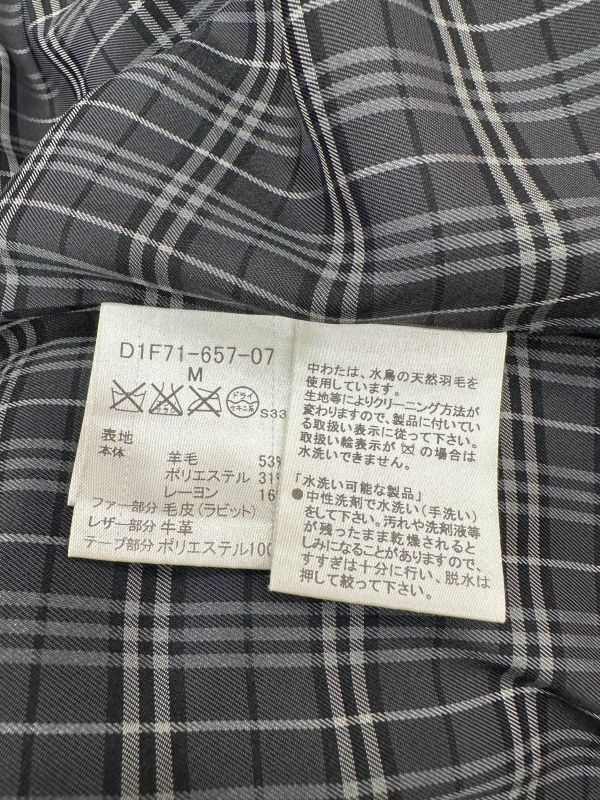 D1F71-657-07
M
ドライ
セキユ系
S33
表地
本体
羊毛 53%
ポリエステル 31%
レーヨン 16
ファー部分 毛皮(ラビット)
レザー部分 牛革
テープ部分 ポリエステル100
中わたは、水鳥の天然羽毛を
使用しています。
生地等によりクリーニング方法が
変わりますので、製品に付いてい
る取扱い表示に従って下さい。
取扱い絵表示が の場合は
水洗いできません。
「水洗い可能な製品」
●中性洗剤で水洗い(手洗い)
をして下さい。汚れや洗剤液等
が残ったまま乾燥されると
しみになることがありますので、
すすぎは十分に行い、脱水は
押して絞って下さい。